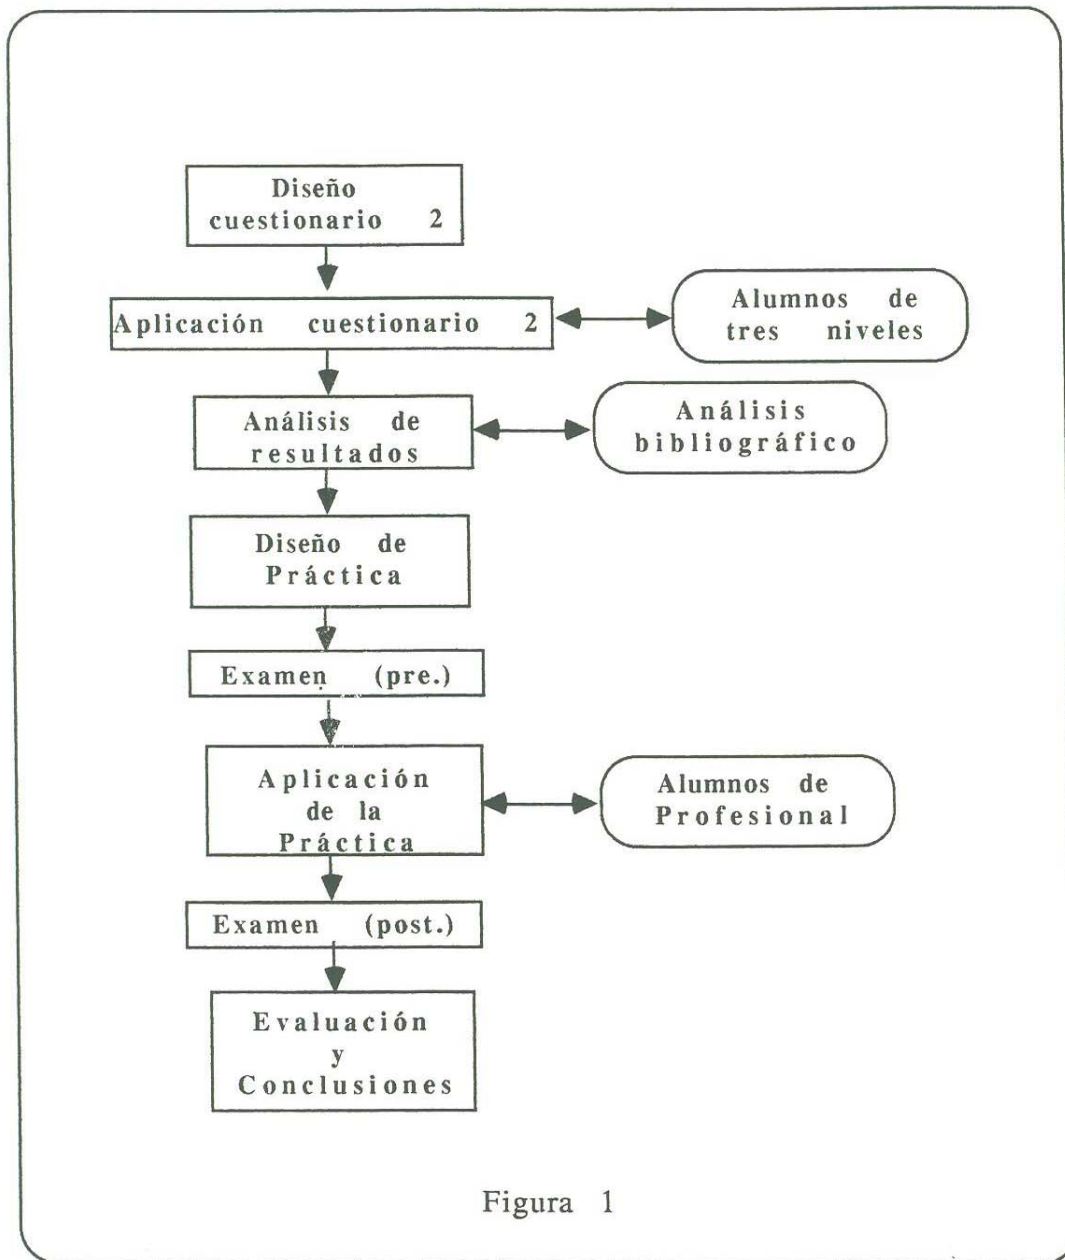 Diseño
cuestionario 2
Aplicación cuestionario 2
Alumnos de
tres niveles
Análisis de
resultados
Análisis
bibliográfico
Diseño de
Práctica
Examen (pre.)
Aplicación
de la
Práctica
Alumnos de
Profesional
Examen (post.)
Evaluación
y
Conclusiones
Figura 1